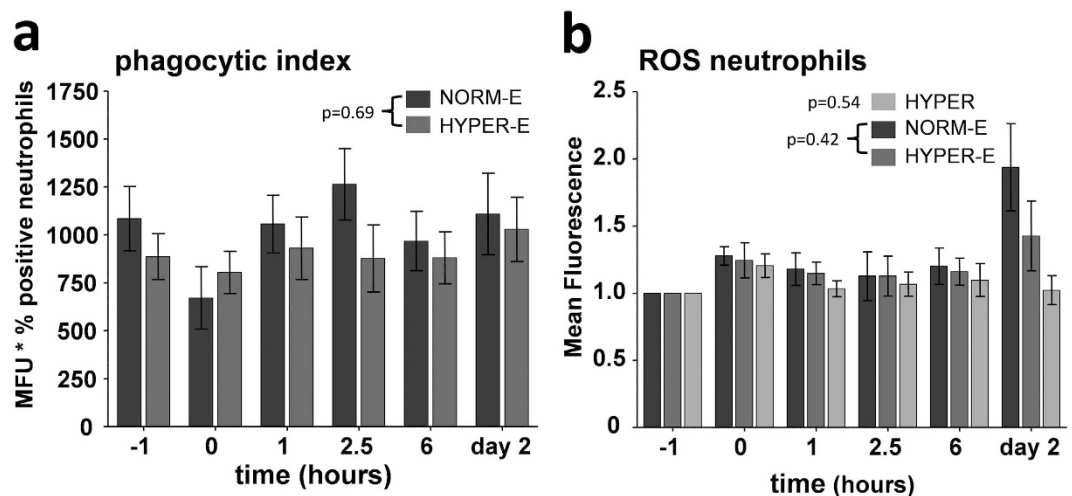 a
phagocytic index
MFU * % positive neutrophils
1750
1500
1250
1000
750
500
250
0
p=0.69
NORM-E
HYPER-E
-1 0 1 2.5 6 day 2
time (hours)
b
ROS neutrophils
Mean Fluorescence
2.5
2.0
1.5
1.0
0.5
0.0
p=0.54 HYPER
p=0.42
NORM-E
HYPER-E
-1 0 1 2.5 6 day 2
time (hours)